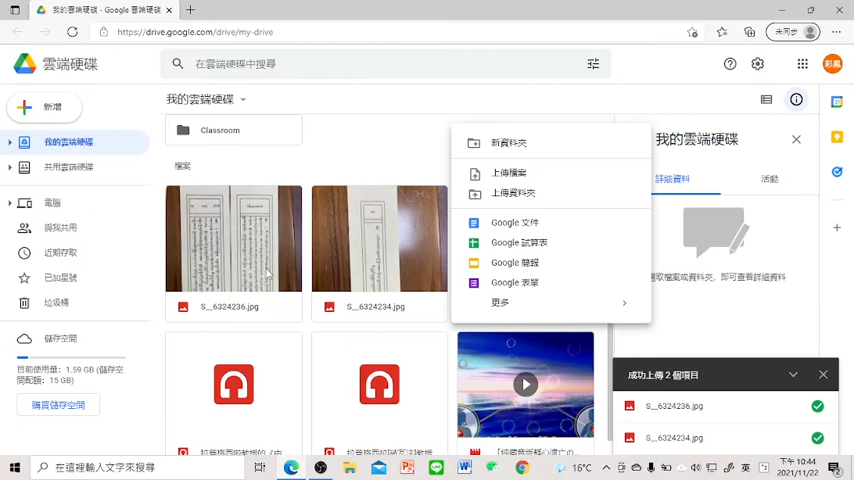 我的雲端硬碟 - Google 雲端硬碟
https://drive.google.com/drive/my-drive
未同步
雲端硬碟
在雲端硬碟中搜尋
彩鳳
新增
我的雲端硬碟
共用雲端硬碟
電腦
與我共用
近期存取
已加星號
垃圾桶
儲存空間
目前使用量：1.59 GB (儲存
空間配額：15 GB)
購買儲存空間
我的雲端硬碟
Classroom
檔案
S__6324236.jpg
S__6324234.jpg
新資料夾
上傳檔案
上傳資料夾
Google 文件
Google 試算表
Google 簡報
Google 表單
更多
我的雲端硬碟
詳細資料
活動
選取檔案或資料夾，即可查看詳細資料
成功上傳 2 個項目
S__6324236.jpg
S__6324234.jpg
在這裡輸入文字來搜尋
16°C
英
下午 10:44
2021/11/22
2